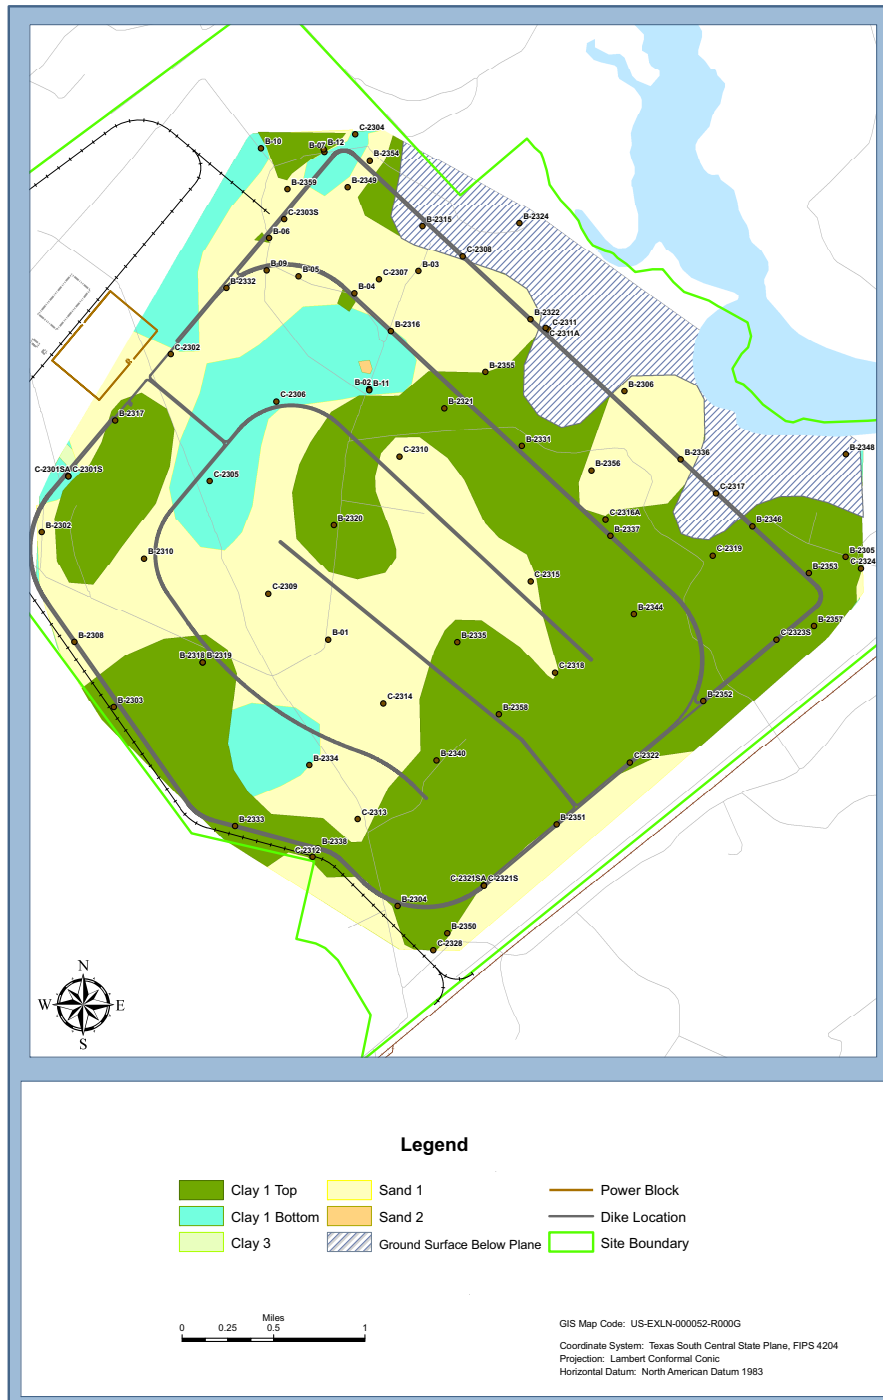 C-2304
B-10
B-07
B-12
B-2354
B-2359
B-2349
C-2303S
B-2315
B-2324
B-06
C-2308
B-09
B-05
C-2307
B-03
B-2332
B-04
B-2322
C-2311
C-2311A
B-2316
C-2302
B-2355
B-02
B-11
B-2306
C-2306
B-2321
B-2317
B-2331
C-2310
B-2336
B-2348
B-2356
C-2301SA
C-2301S
C-2305
C-2317
B-2302
B-2320
C-2316A
B-2337
B-2346
B-2310
C-2319
B-2305
C-2324
B-2353
C-2315
C-2309
B-2344
B-2357
B-2308
B-01
B-2335
C-2323S
B-2318
B-2319
C-2318
B-2303
C-2314
B-2358
B-2352
B-2334
B-2340
C-2322
C-2313
B-2333
B-2351
B-2338
C-2312
C-2321SA
C-2321S
B-2304
B-2350
C-2328
N
W
E
S
Legend
Clay 1 Top
Sand 1
Power Block
Clay 1 Bottom
Sand 2
Dike Location
Clay 3
Ground Surface Below Plane
Site Boundary
Miles
0 0.25 0.5 1
GIS Map Code: US-EXLN-000052-R000G
Coordinate System: Texas South Central State Plane, FIPS 4204
Projection: Lambert Conformal Conic
Horizontal Datum: North American Datum 1983